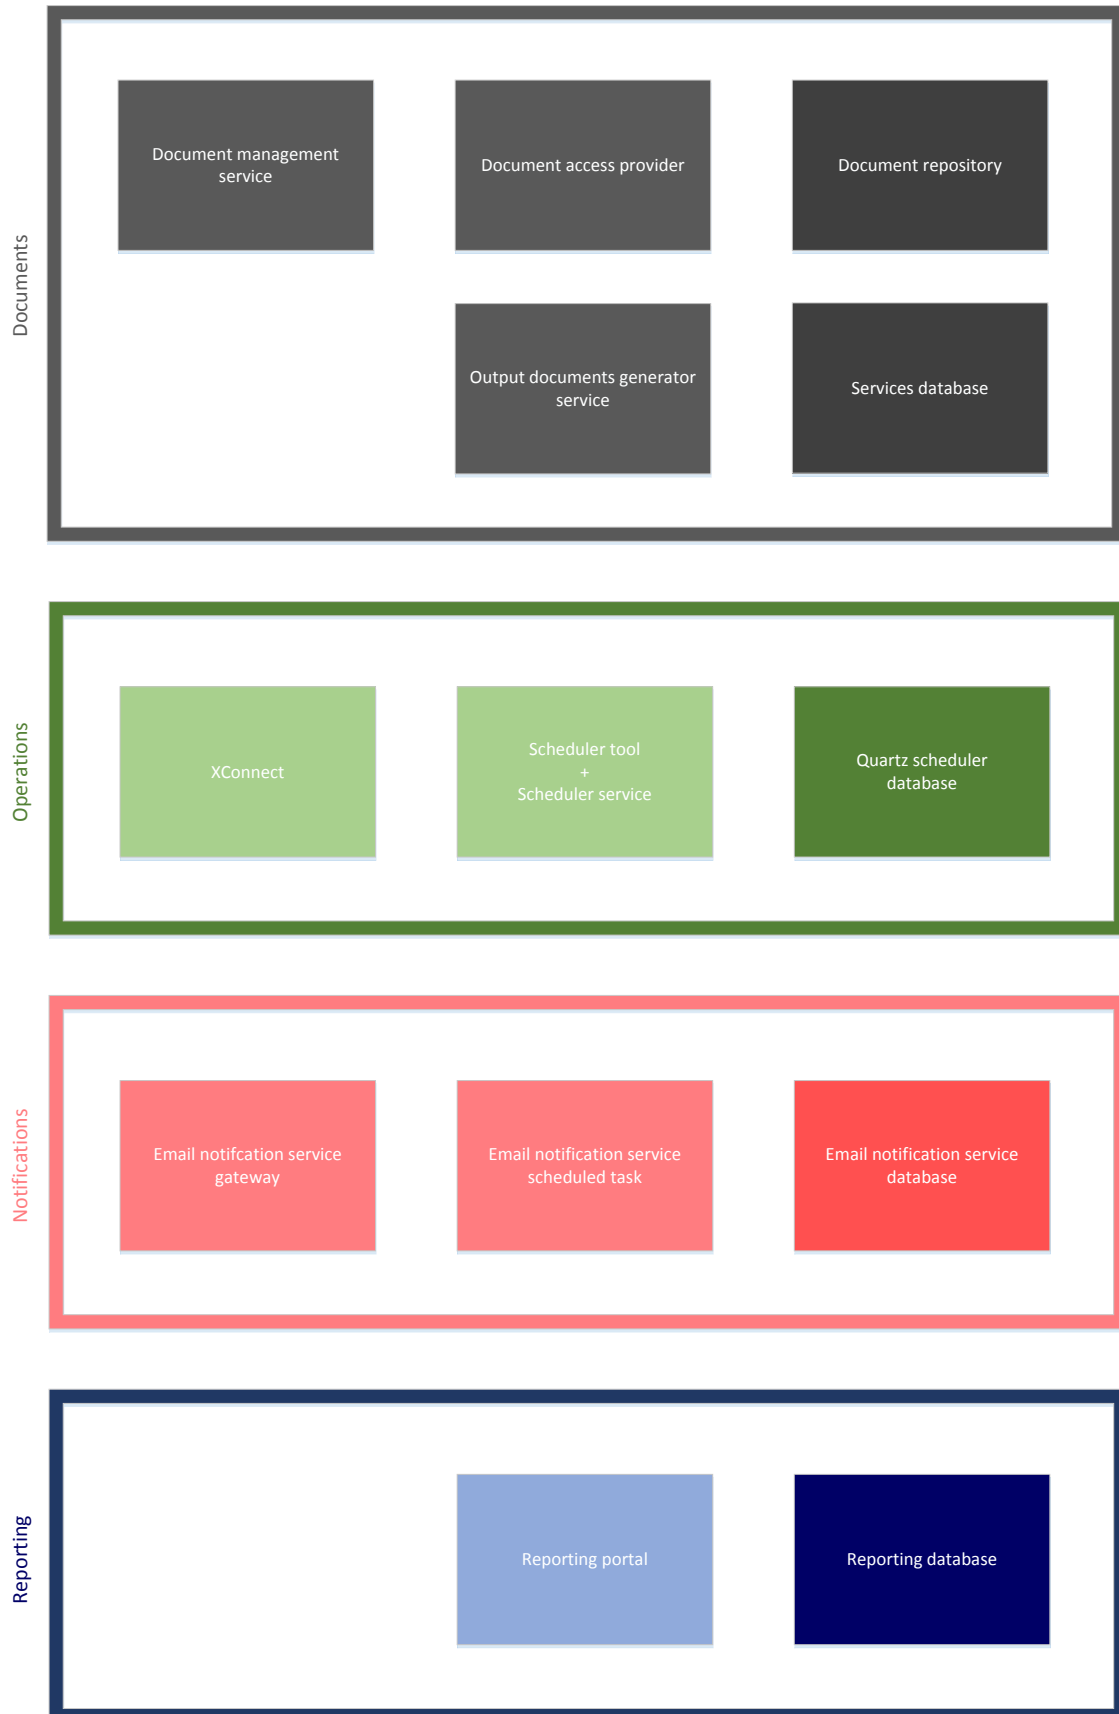 Documents
Document management
service
Document access provider
Document repository
Output documents generator
service
Services database
Operations
XConnect
Scheduler tool
+
Scheduler service
Quartz scheduler
database
Notifications
Email notifcation service
gateway
Email notification service
scheduled task
Email notification service
database
Reporting
Reporting portal
Reporting database